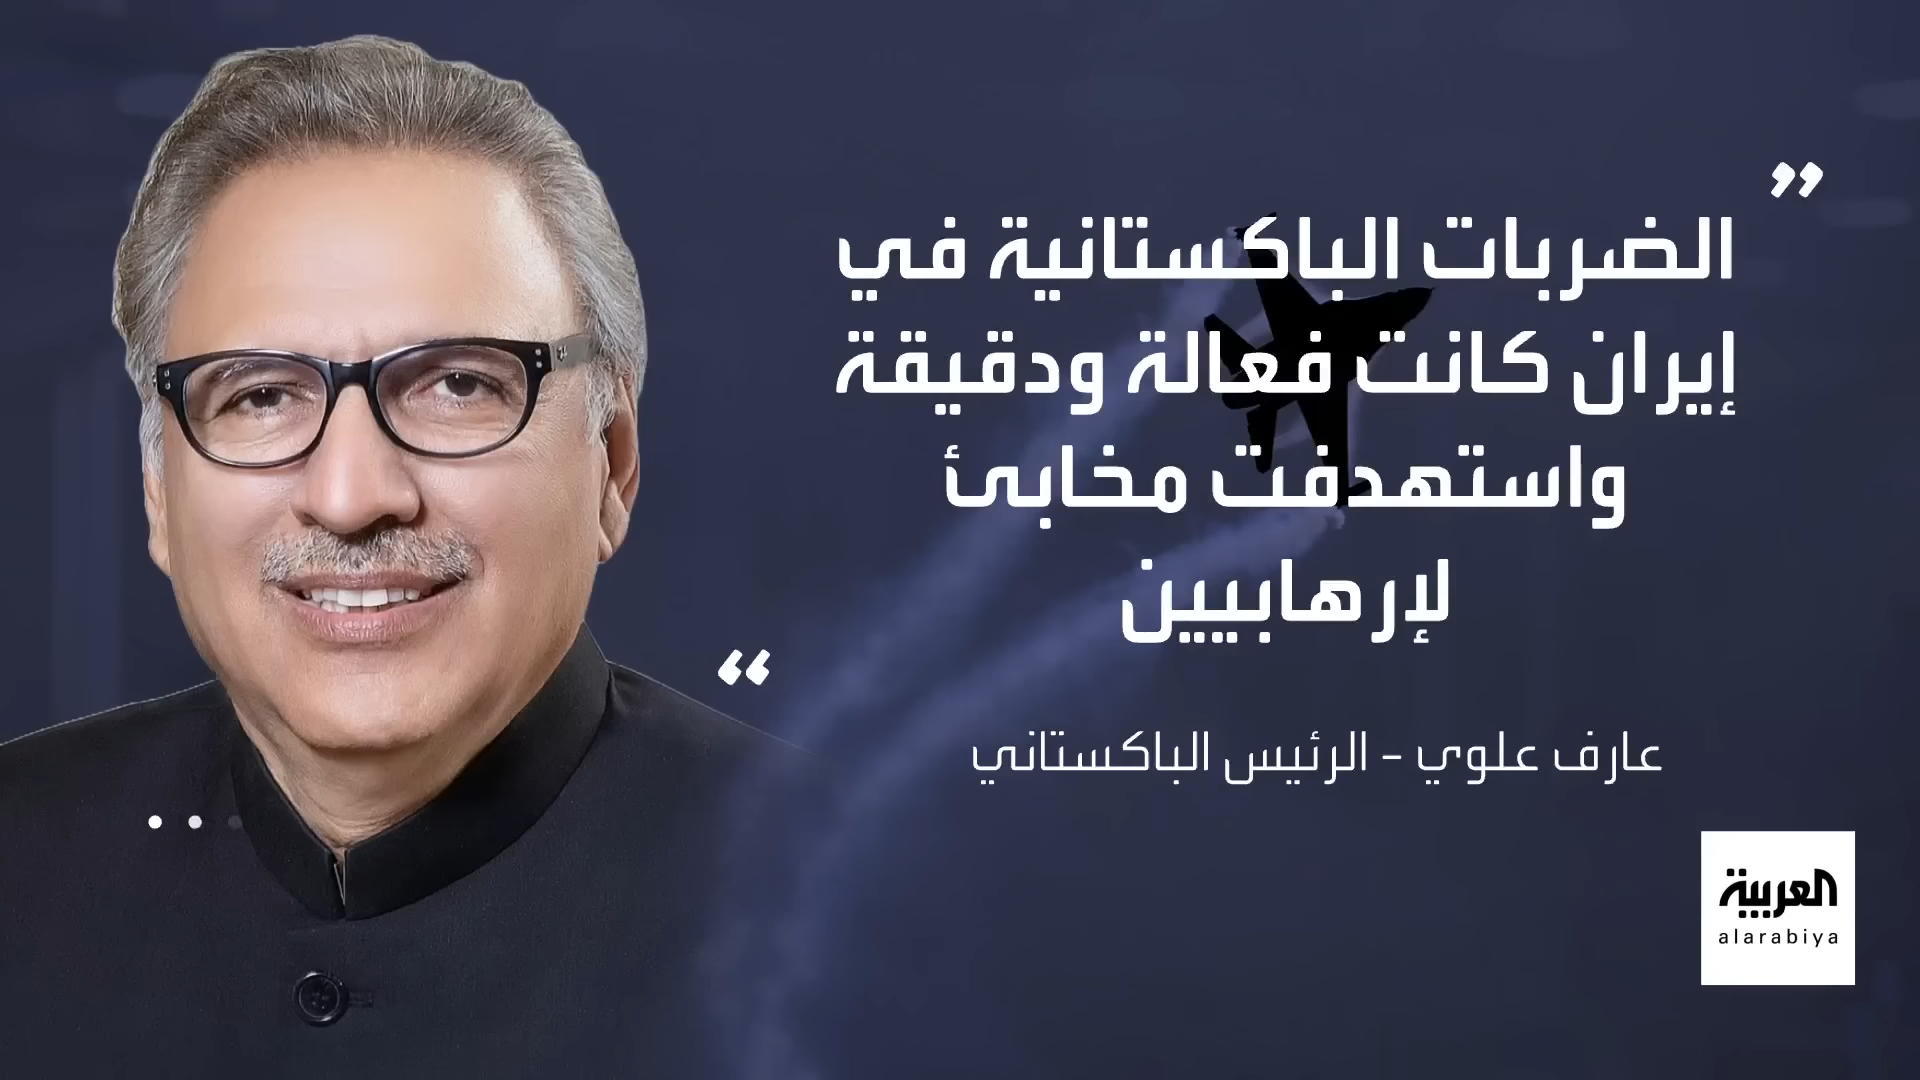 ”
الضربات الباكستانية في
إيران كانت فعالة ودقيقة
واستهدفت مخابئ
لإرهابيين
“
عارف علوي - الرئيس الباكستاني
العربية
alarabiya